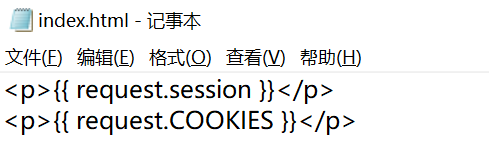 index.html - 记事本
文件(F) 编辑(E) 格式(O) 查看(V) 帮助(H)
<p>{{ request.session }}</p>
<p>{{ request.COOKIES }}</p>